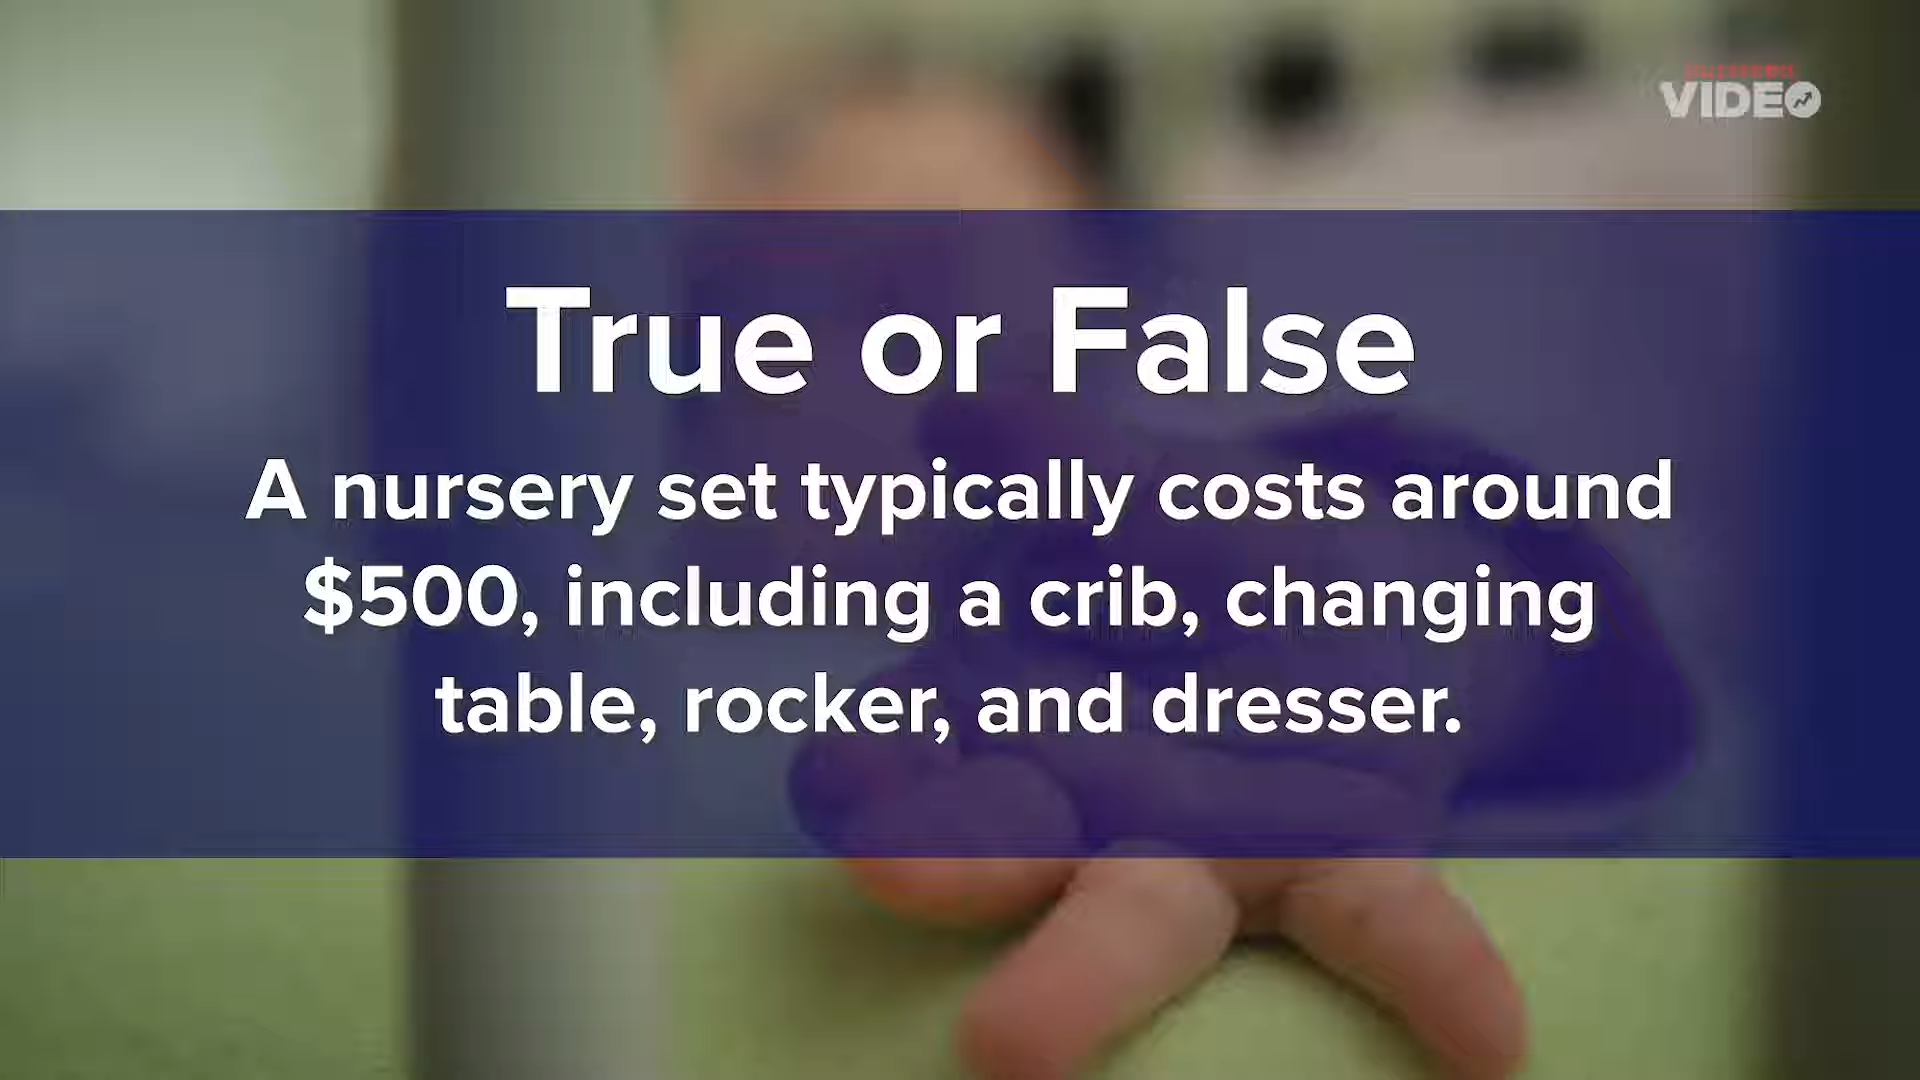 VIDEO
True or False
A nursery set typically costs around
$500, including a crib, changing
table, rocker, and dresser.